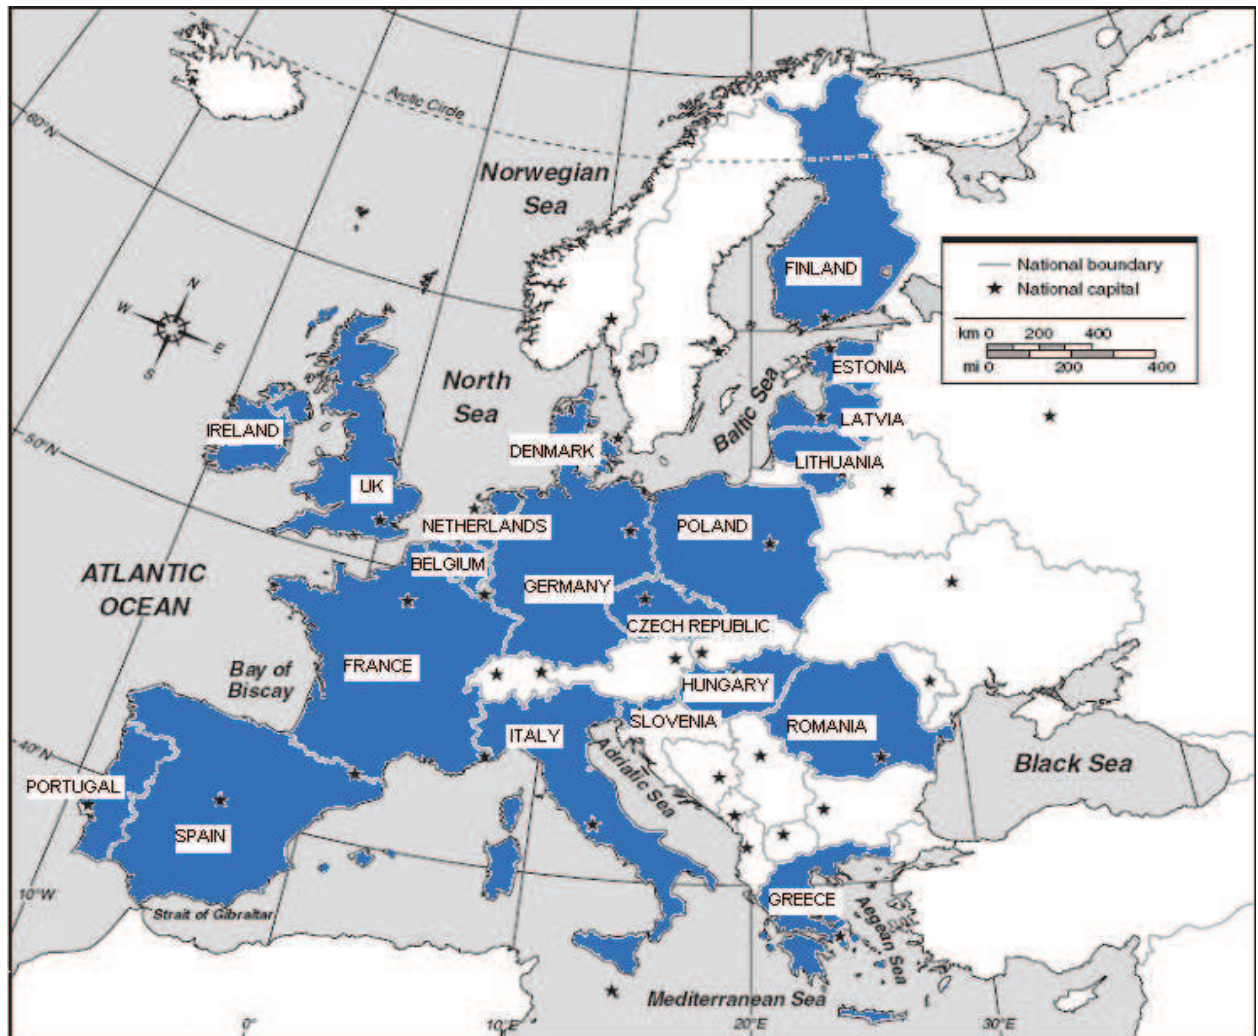 Arctic Circle
60°N
Norwegian
Sea
FINLAND
National boundary
National capital
km 0 200 400
mi 0 200 400
N
W
E
S
North
Sea
Baltic Sea
ESTONIA
LATVIA
LITHUANIA
IRELAND
50°N
DENMARK
UK
NETHERLANDS
POLAND
BELGIUM
GERMANY
ATLANTIC
OCEAN
CZECH REPUBLIC
FRANCE
Bay of
Biscay
HUNGARY
SLOVENIA
ROMANIA
ITALY
Adriatic Sea
Black Sea
40°N
PORTUGAL
SPAIN
10°W
Strait of Gibraltar
GREECE
Aegean Sea
Mediterranean Sea
0°
10°E
20°E
30°E